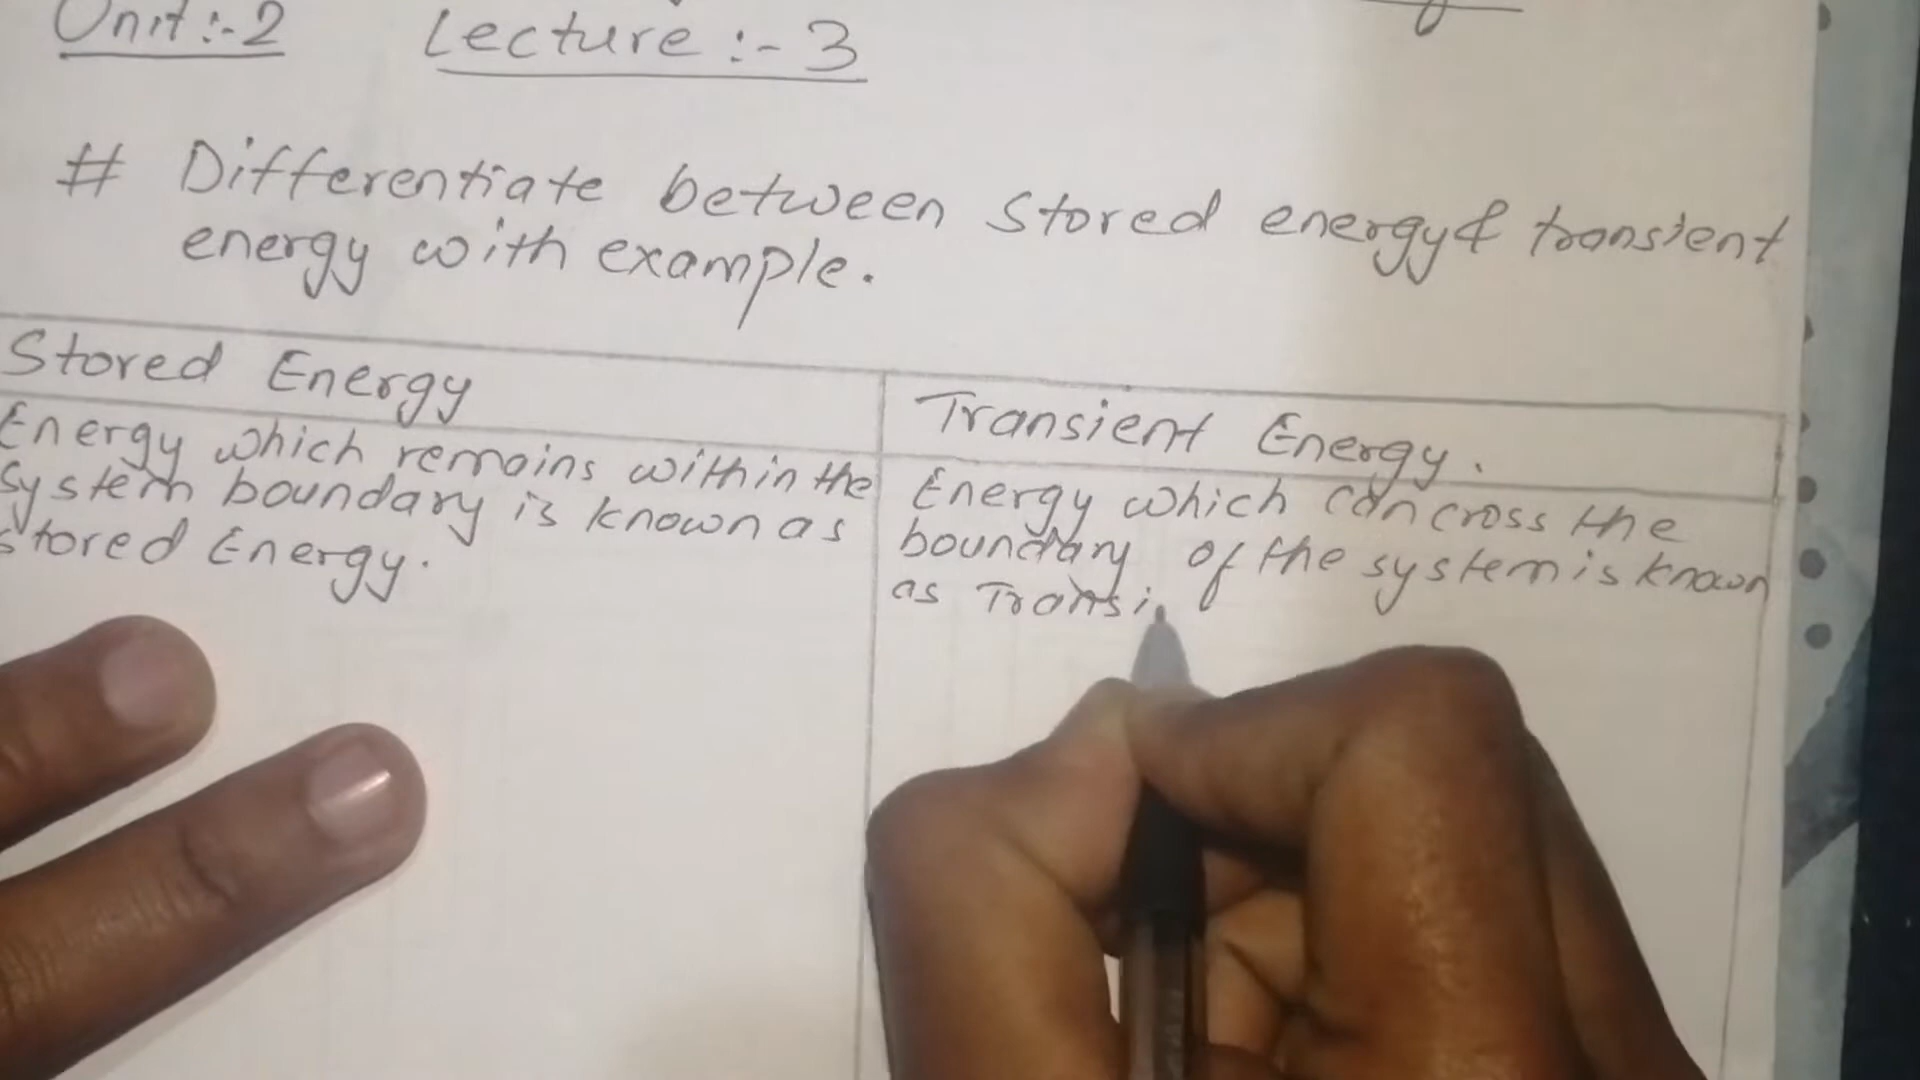 Unit:-2 Lecture:-3
# Differentiate between stored energy & transient
energy with example.
Stored Energy
Energy which remains within the
system boundary is known as
stored Energy.
Transient Energy.
Energy which can cross the
boundary of the system is known
as Transi